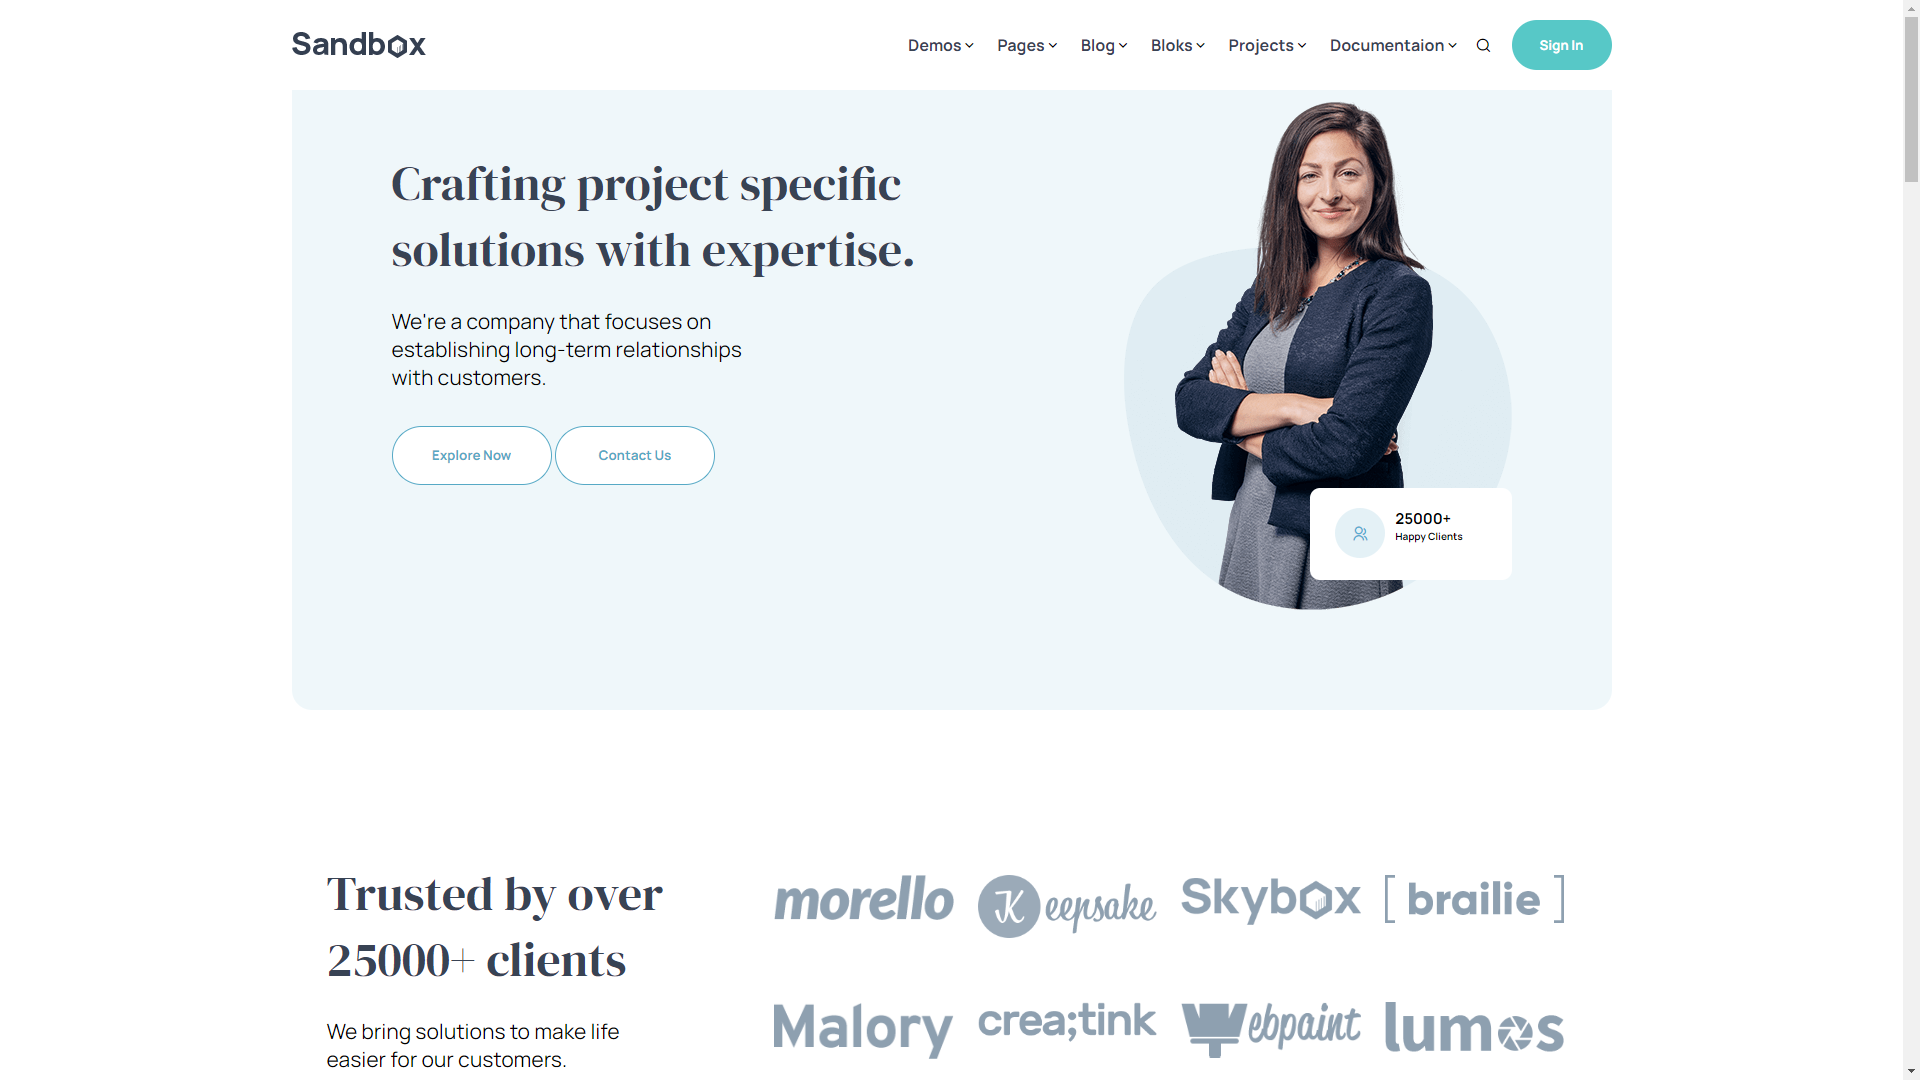 Sandbox
Demos
Pages
Blog
Bloks
Projects
Documentaion
Sign In
Crafting project specific
solutions with expertise.
We're a company that focuses on
establishing long-term relationships
with customers.
Explore Now
Contact Us
25000+
Happy Clients
Trusted by over
25000+ clients
We bring solutions to make life
easier for our customers.
morello
Keepsake
Skybox
[ brailie ]
Malory
crea;tink
Webpaint
lumos